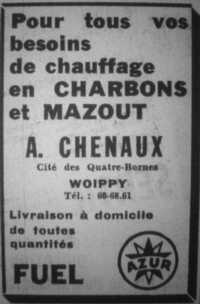 Pour tous vos
besoins
de chauffage
en CHARBONS
et MAZOUT
A. CHENAUX
Cité des Quatre-Bornes
WOIPPY
Tél. : 60-68.61
Livraison à domicile
de toutes
quantités
FUEL
AZUR